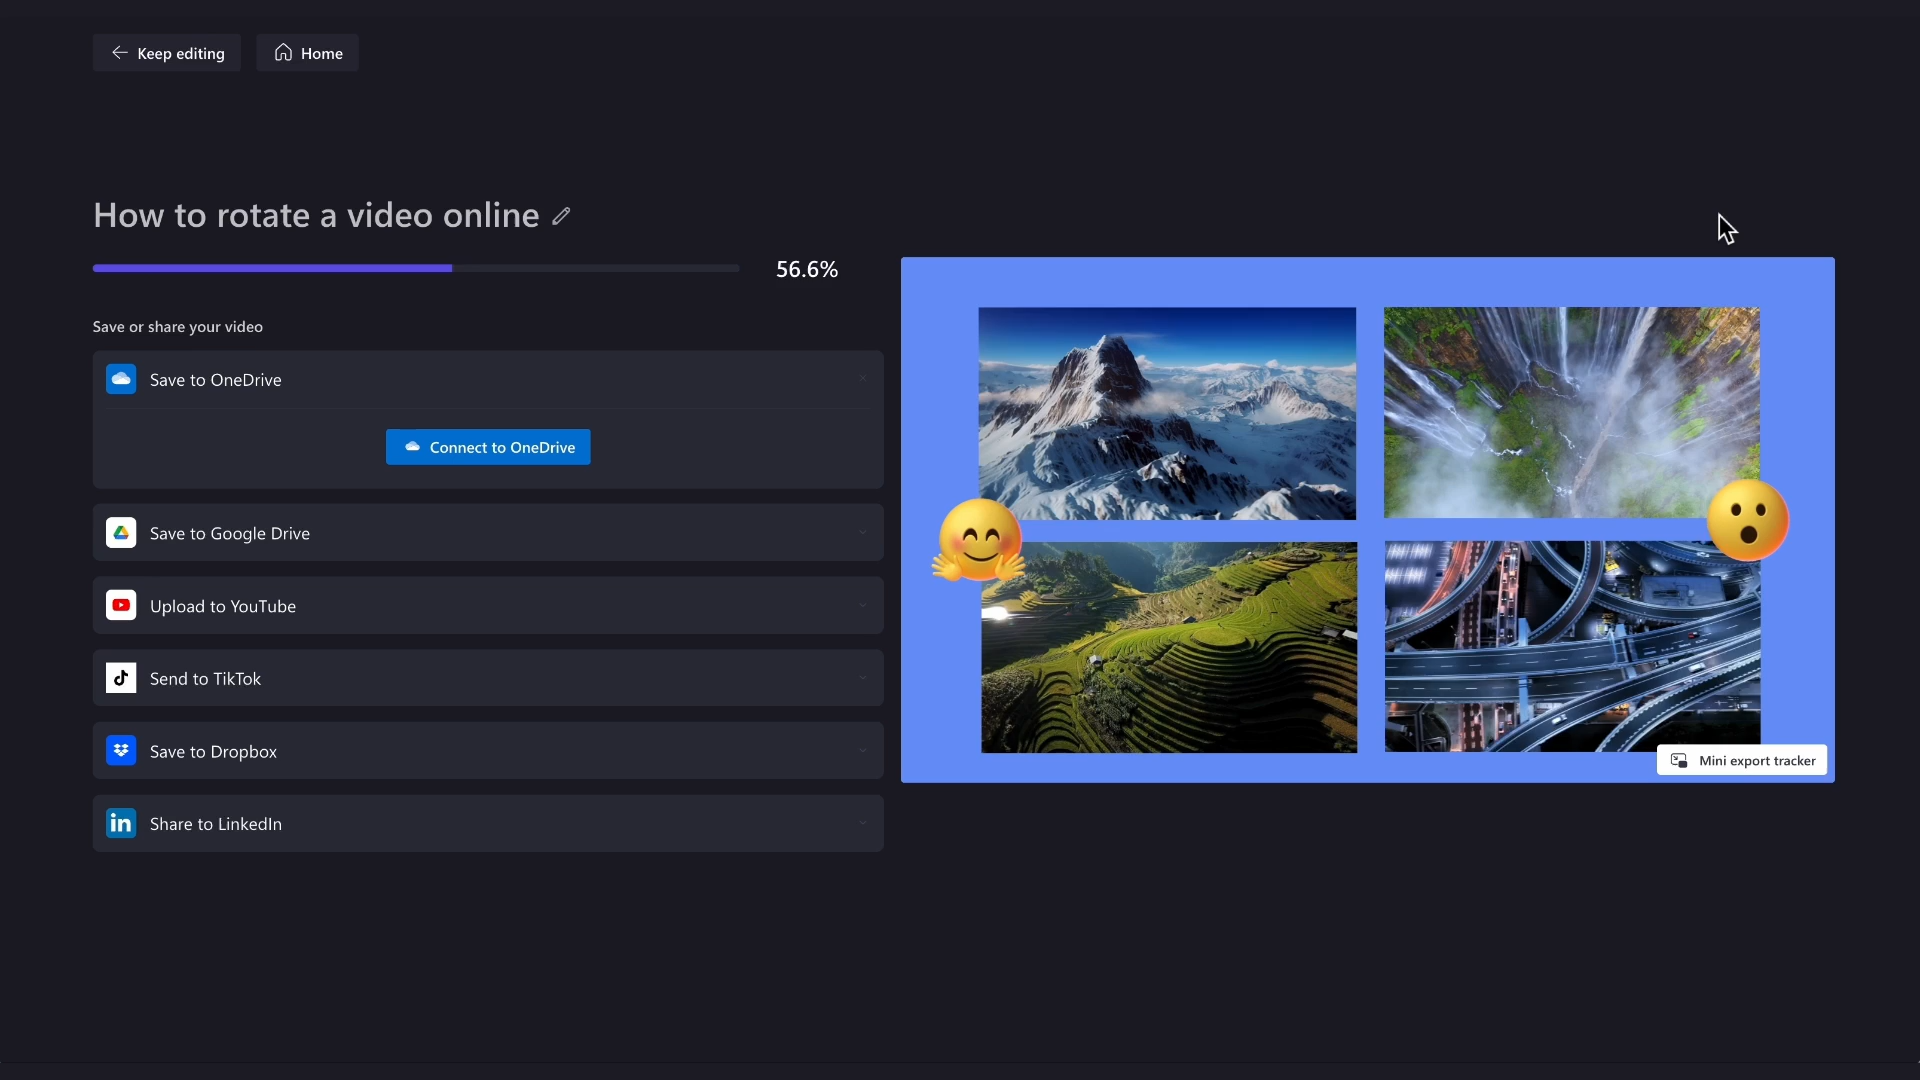 Keep editing
Home
How to rotate a video online
56.6%
Save or share your video
Save to OneDrive
Connect to OneDrive
Save to Google Drive
Upload to YouTube
Send to TikTok
Save to Dropbox
Share to LinkedIn
Mini export tracker